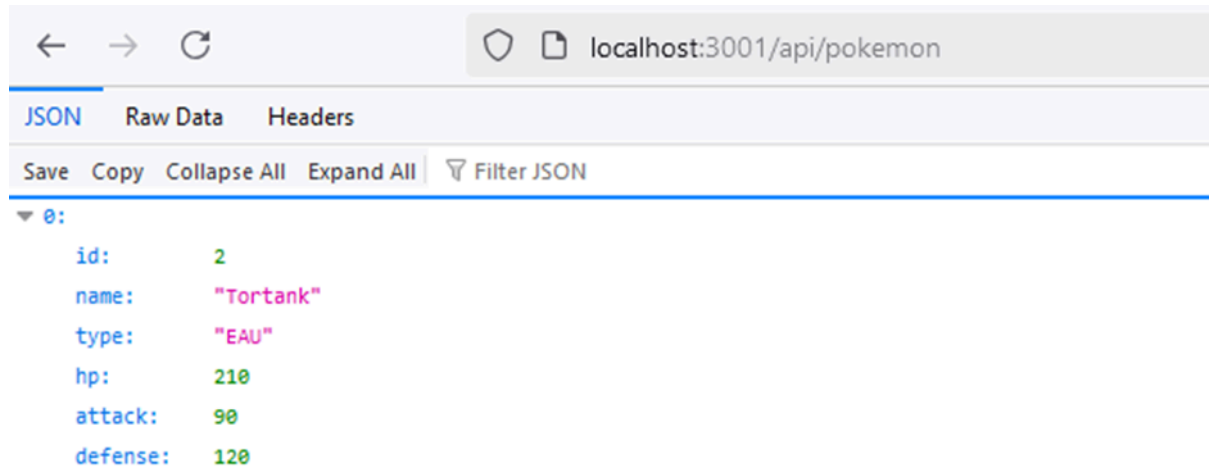 localhost:3001/api/pokemon
JSON Raw Data Headers
Save Copy Collapse All Expand All Filter JSON
0:
id: 2
name: "Tortank"
type: "EAU"
hp: 210
attack: 90
defense: 120